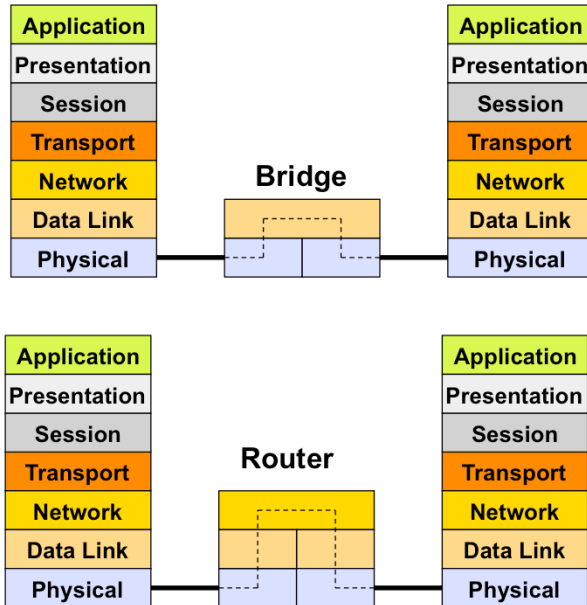 Application
Presentation
Session
Transport
Network
Data Link
Physical
Bridge
Application
Presentation
Session
Transport
Network
Data Link
Physical
Application
Presentation
Session
Transport
Network
Data Link
Physical
Router
Application
Presentation
Session
Transport
Network
Data Link
Physical